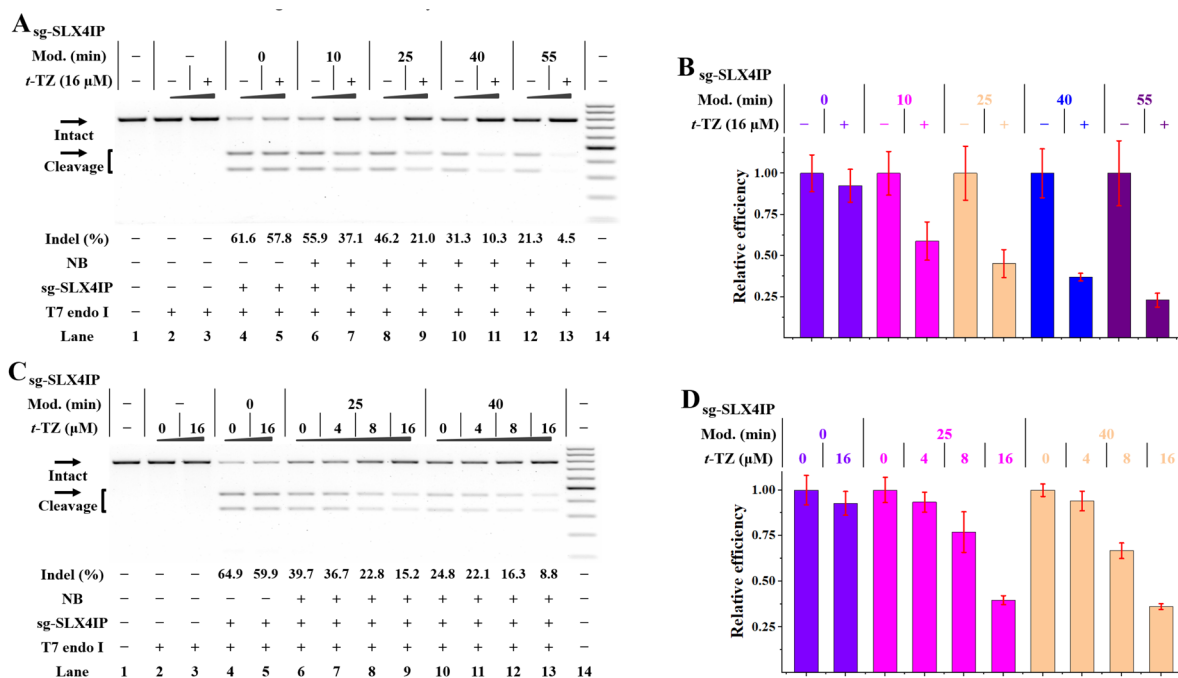 A
sg-SLX4IP
Mod. (min) – – 0 10 25 40 55 –
t-TZ (16 μM) – – + – + – + – + – + – + –
Intact
Cleavage
Indel (%) – – – 61.6 57.8 55.9 37.1 46.2 21.0 31.3 10.3 21.3 4.5 –
NB – – – – – + + + + + + + + –
sg-SLX4IP – – – + + + + + + + + + + –
T7 endo I – + + + + + + + + + + + + –
Lane 1 2 3 4 5 6 7 8 9 10 11 12 13 14
B
sg-SLX4IP
Mod. (min) 0 10 25 40 55
t-TZ (16 μM) – + – + – + – + – +
Relative efficiency
1.00
0.75
0.50
0.25
C
sg-SLX4IP
Mod. (min) – – 0 25 40 –
t-TZ (μM) – 0 16 0 16 0 4 8 16 0 4 8 16 –
Intact
Cleavage
Indel (%) – – – 64.9 59.9 39.7 36.7 22.8 15.2 24.8 22.1 16.3 8.8 –
NB – – – – – + + + + + + + + –
sg-SLX4IP – – – + + + + + + + + + + –
T7 endo I – + + + + + + + + + + + + –
Lane 1 2 3 4 5 6 7 8 9 10 11 12 13 14
D
sg-SLX4IP
Mod. (min) 0 25 40
t-TZ (μM) 0 16 0 4 8 16 0 4 8 16
Relative efficiency
1.00
0.75
0.50
0.25